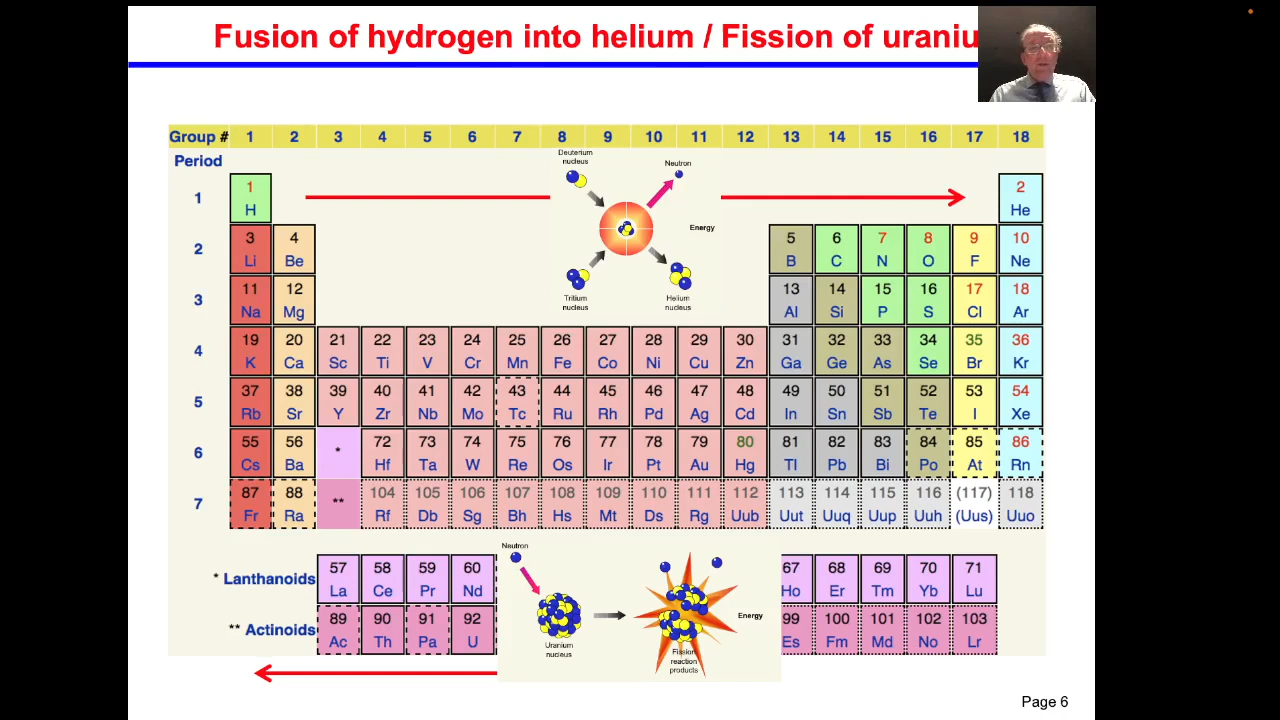 Fusion of hydrogen into helium / Fission of uraniu
Group # 1 2 3 4 5 6 7 8 9 10 11 12 13 14 15 16 17 18
Period
Deuterium
nucleus
Neutron
1 1 2
H He
Energy
2 3 4 5 6 7 8 9 10
Li Be B C N O F Ne
Tritium
nucleus
Helium
nucleus
3 11 12 13 14 15 16 17 18
Na Mg Al Si P S Cl Ar
4 19 20 21 22 23 24 25 26 27 28 29 30 31 32 33 34 35 36
K Ca Sc Ti V Cr Mn Fe Co Ni Cu Zn Ga Ge As Se Br Kr
5 37 38 39 40 41 42 43 44 45 46 47 48 49 50 51 52 53 54
Rb Sr Y Zr Nb Mo Tc Ru Rh Pd Ag Cd In Sn Sb Te I Xe
6 55 56 * 72 73 74 75 76 77 78 79 80 81 82 83 84 85 86
Cs Ba Hf Ta W Re Os Ir Pt Au Hg Tl Pb Bi Po At Rn
7 87 88 ** 104 105 106 107 108 109 110 111 112 113 114 115 116 (117) 118
Fr Ra Rf Db Sg Bh Hs Mt Ds Rg Uub Uut Uuq Uup Uuh (Uus) Uuo
Neutron
* Lanthanoids 57 58 59 60 67 68 69 70 71
La Ce Pr Nd Ho Er Tm Yb Lu
Energy
** Actinoids 89 90 91 92 99 100 101 102 103
Ac Th Pa U Es Fm Md No Lr
Uranium
nucleus
Fission
reaction
products
Page 6